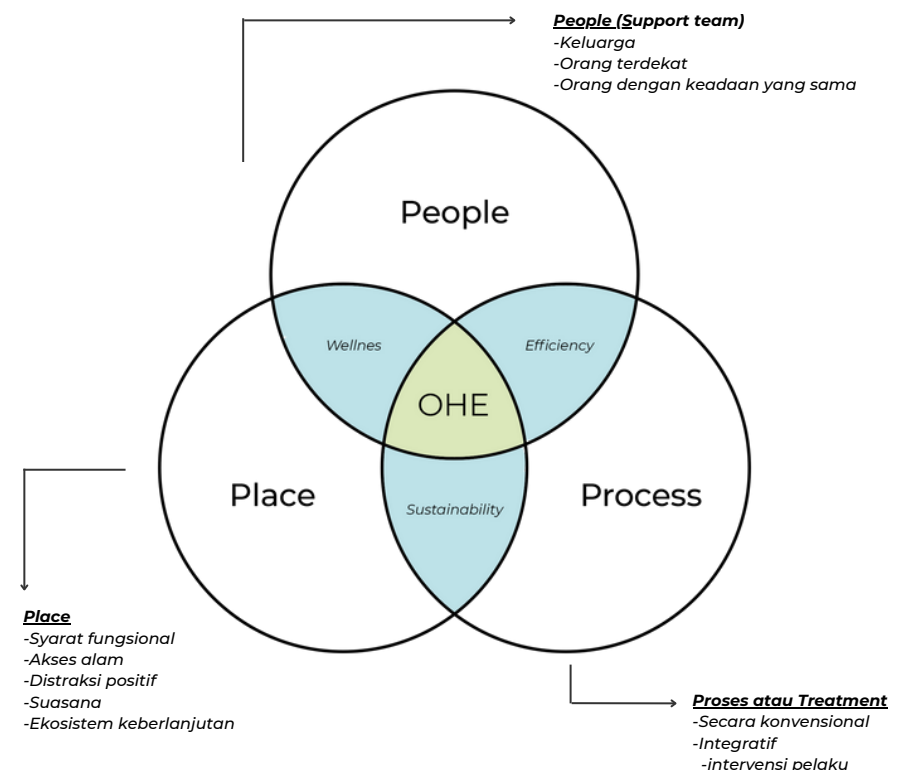 People (Support team)
-Keluarga
-Orang terdekat
-Orang dengan keadaan yang sama
People
Wellnes
Efficiency
OHE
Place
Process
Sustainability
Place
-Syarat fungsional
-Akses alam
-Distraksi positif
-Suasana
-Ekosistem keberlanjutan
Proses atau Treatment
-Secara konvensional
-Integratif
-intervensi pelaku